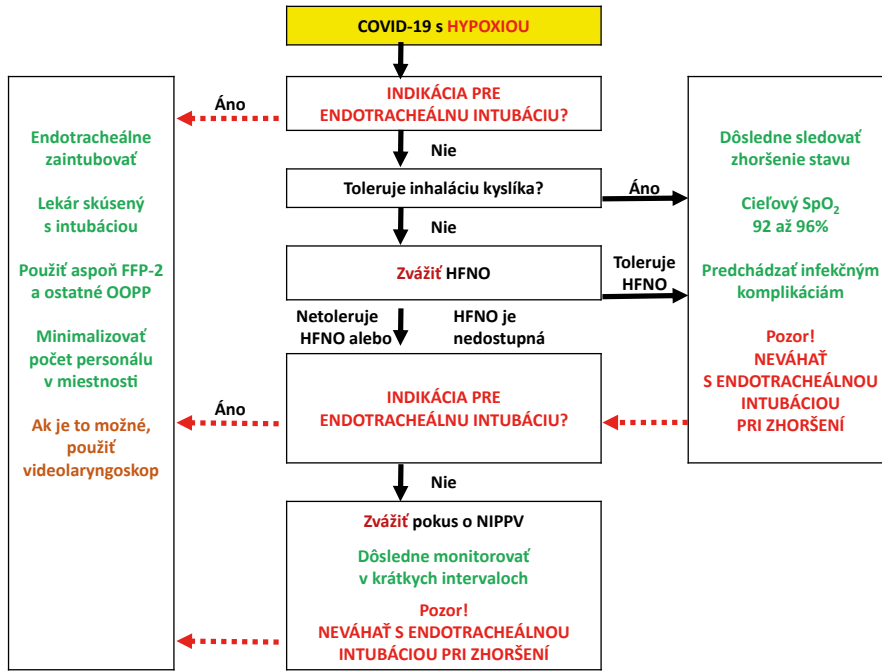 COVID-19 s HYPOXIOU
INDIKÁCIA PRE
ENDOTRACHEÁLNU INTUBÁCIU?
Áno
Nie
Toleruje inhaláciu kyslíka?
Áno
Nie
Zvážiť HFNO
Toleruje
HFNO
Netoleruje
HFNO alebo
HFNO je
nedostupná
INDIKÁCIA PRE
ENDOTRACHEÁLNU INTUBÁCIU?
Áno
Nie
Zvážiť pokus o NIPPV
Dôsledne monitorovať
v krátkych intervaloch
Pozor!
NEVÁHAŤ S ENDOTRACHEÁLNOU
INTUBÁCIOU PRI ZHORŠENÍ
Endotracheálne
zaintubovať
Lekár skúsený
s intubáciou
Použiť aspoň FFP-2
a ostatné OOPP
Minimalizovať
počet personálu
v miestnosti
Ak je to možné,
použiť
videolaryngoskop
Dôsledne sledovať
zhoršenie stavu
Cieľový SpO₂
92 až 96%
Predchádzať infekčným
komplikáciám
Pozor!
NEVÁHAŤ
S ENDOTRACHEÁLNOU
INTUBÁCIOU
PRI ZHORŠENÍ